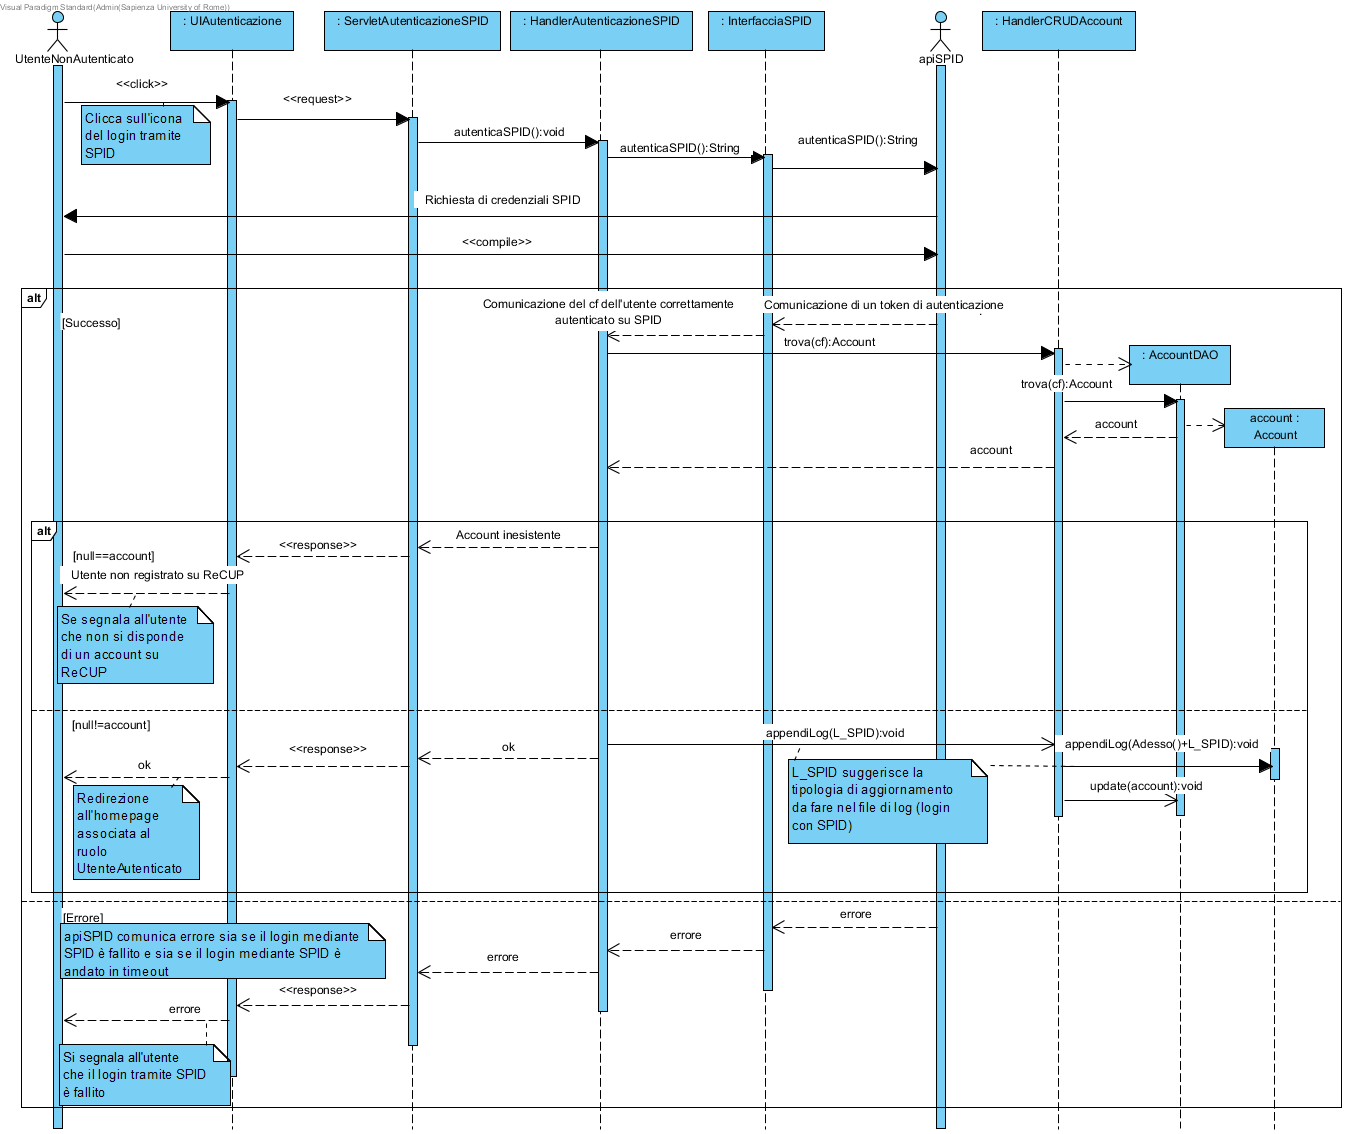 Visual Paradigm Standard(Admin(Sapienza University of Rome))
UtenteNonAutenticato
: UIAutenticazione
: ServletAutenticazioneSPID
: HandlerAutenticazioneSPID
: InterfacciaSPID
apiSPID
: HandlerCRUDAccount
<<click>>
Clicca sull'icona
del login tramite
SPID
<<request>>
autenticaSPID():void
autenticaSPID():String
autenticaSPID():String
Richiesta di credenziali SPID
<<compile>>
alt
[Successo]
Comunicazione di un token di autenticazione
Comunicazione del cf dell'utente correttamente
autenticato su SPID
trova(cf):Account
: AccountDAO
trova(cf):Account
account :
Account
account
account
alt
[null==account]
Account inesistente
<<response>>
Utente non registrato su ReCUP
Se segnala all'utente
che non si disponde
di un account su
ReCUP
[null!=account]
appendiLog(L_SPID):void
appendiLog(Adesso()+L_SPID):void
L_SPID suggerisce la
tipologia di aggiornamento
da fare nel file di log (login
con SPID)
update(account):void
ok
<<response>>
ok
Redirezione
all'homepage
associata al
ruolo
UtenteAutenticato
[Errore]
apiSPID comunica errore sia se il login mediante
SPID è fallito e sia se il login mediante SPID è
andato in timeout
errore
errore
errore
<<response>>
errore
Si segnala all'utente
che il login tramite SPID
è fallito